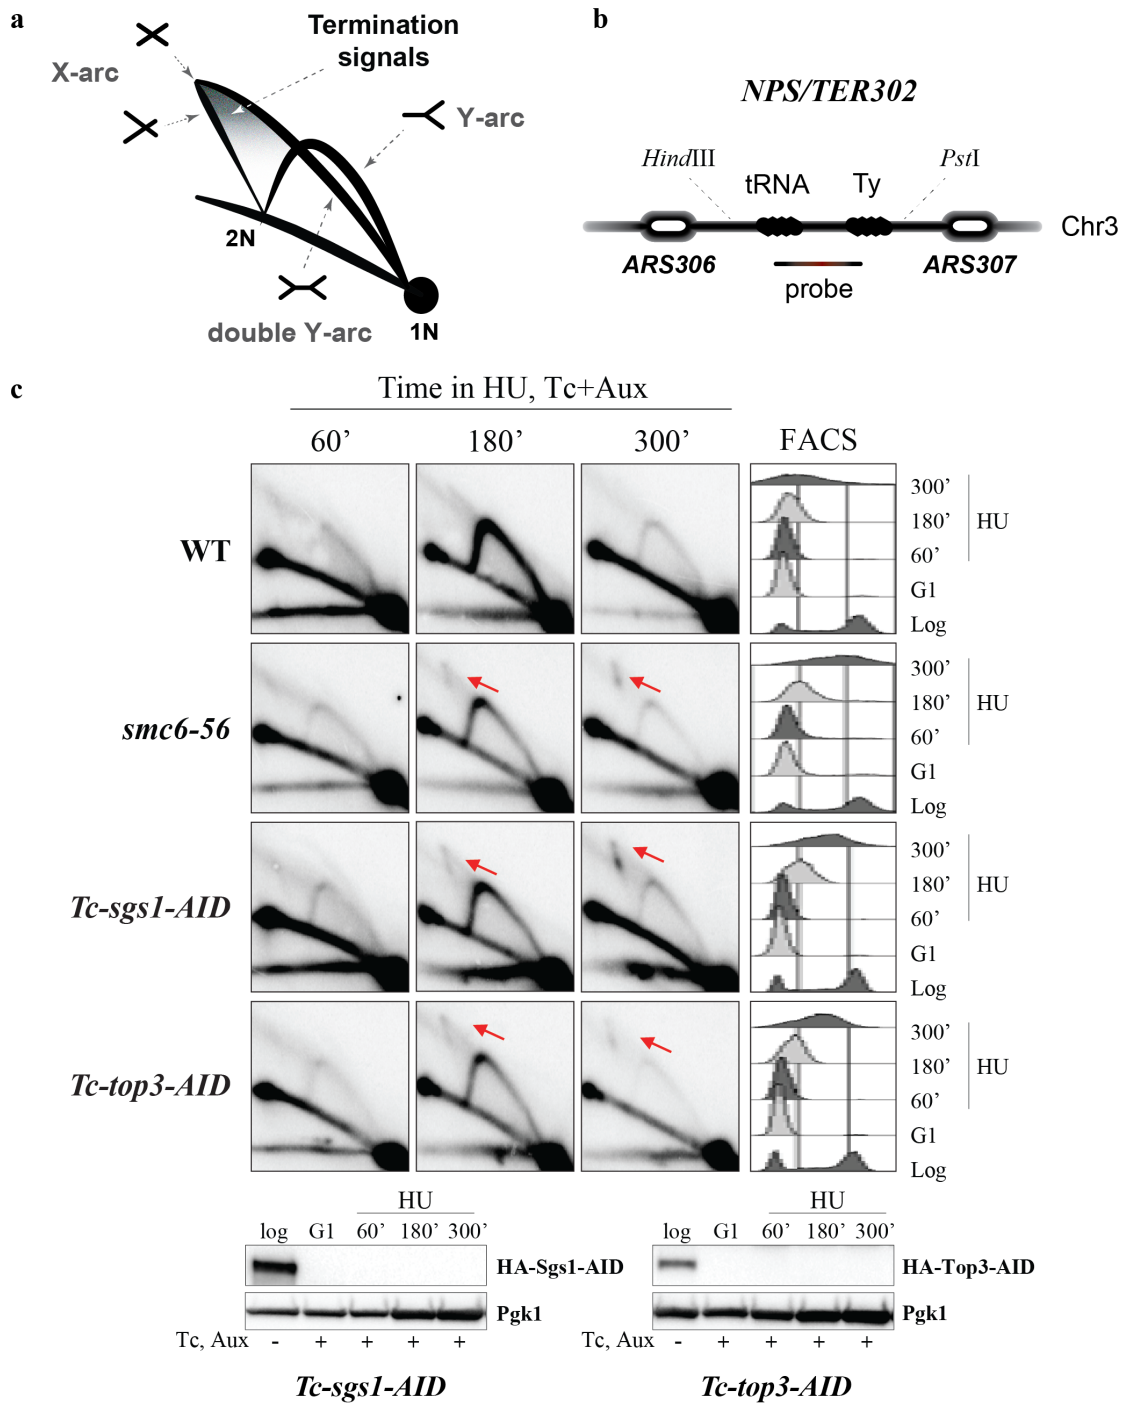 a
Termination
signals
X-arc
Y-arc
2N
double Y-arc
1N
b
NPS/TER302
HindIII
PstI
tRNA
Ty
Chr3
ARS306
ARS307
probe
c
Time in HU, Tc+Aux
60’ 180’ 300’ FACS
WT
300’
180’
60’
HU
G1
Log
smc6-56
300’
180’
60’
HU
G1
Log
Tc-sgs1-AID
300’
180’
60’
HU
G1
Log
Tc-top3-AID
300’
180’
60’
HU
G1
Log
HU
log G1 60’ 180’ 300’
HA-Sgs1-AID
Pgk1
Tc, Aux - + + + +
Tc-sgs1-AID
HU
log G1 60’ 180’ 300’
HA-Top3-AID
Pgk1
Tc, Aux - + + + +
Tc-top3-AID